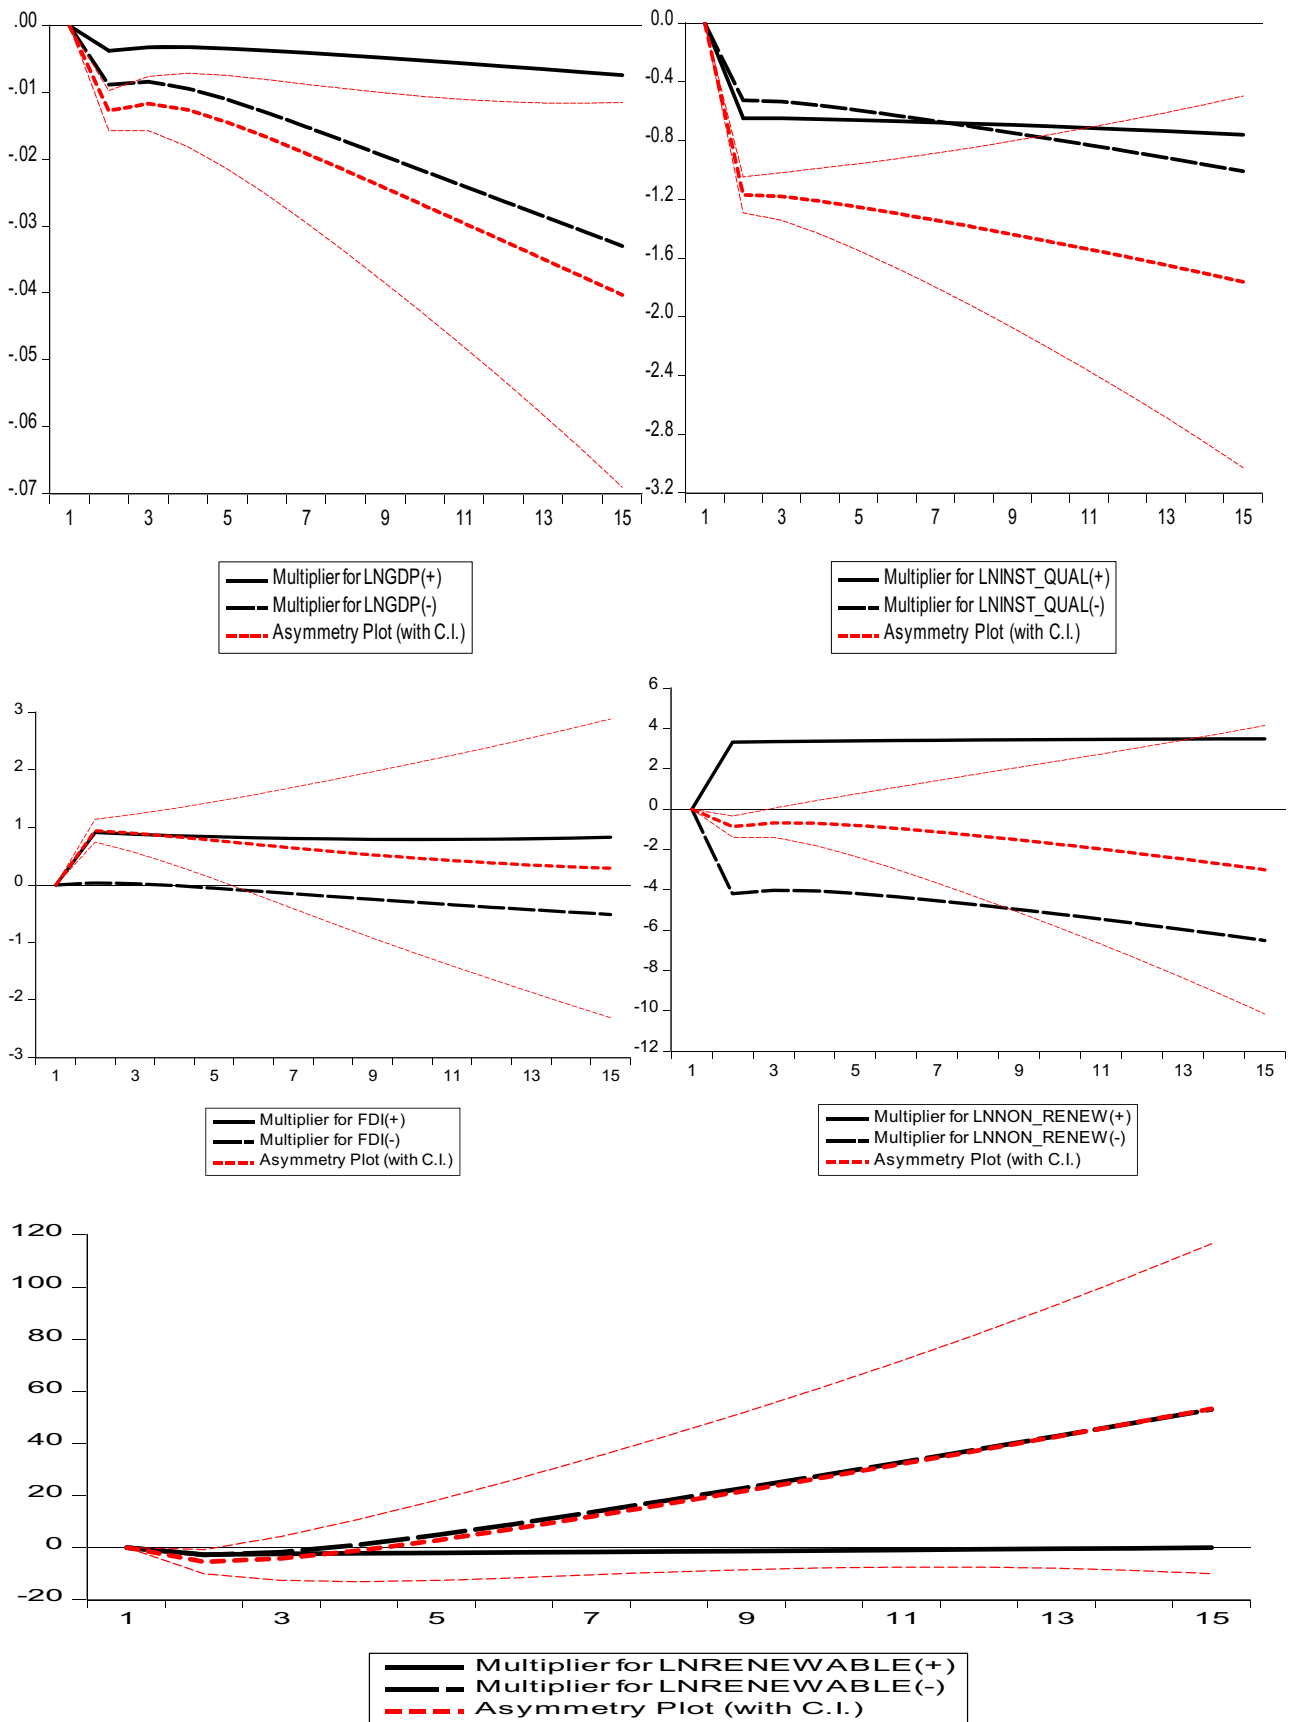 .00
-.01
-.02
-.03
-.04
-.05
-.06
-.07
1 3 5 7 9 11 13 15
Multiplier for LNGDP(+)
Multiplier for LNGDP(-)
Asymmetry Plot (with C.I.)
0.0
-0.4
-0.8
-1.2
-1.6
-2.0
-2.4
-2.8
-3.2
1 3 5 7 9 11 13 15
Multiplier for LNINST_QUAL(+)
Multiplier for LNINST_QUAL(-)
Asymmetry Plot (with C.I.)
3
2
1
0
-1
-2
-3
1 3 5 7 9 11 13 15
Multiplier for FDI(+)
Multiplier for FDI(-)
Asymmetry Plot (with C.I.)
6
4
2
0
-2
-4
-6
-8
-10
-12
1 3 5 7 9 11 13 15
Multiplier for LNNON_RENEW(+)
Multiplier for LNNON_RENEW(-)
Asymmetry Plot (with C.I.)
120
100
80
60
40
20
0
-20
1 3 5 7 9 11 13 15
Multiplier for LNRENEWABLE(+)
Multiplier for LNRENEWABLE(-)
Asymmetry Plot (with C.I.)